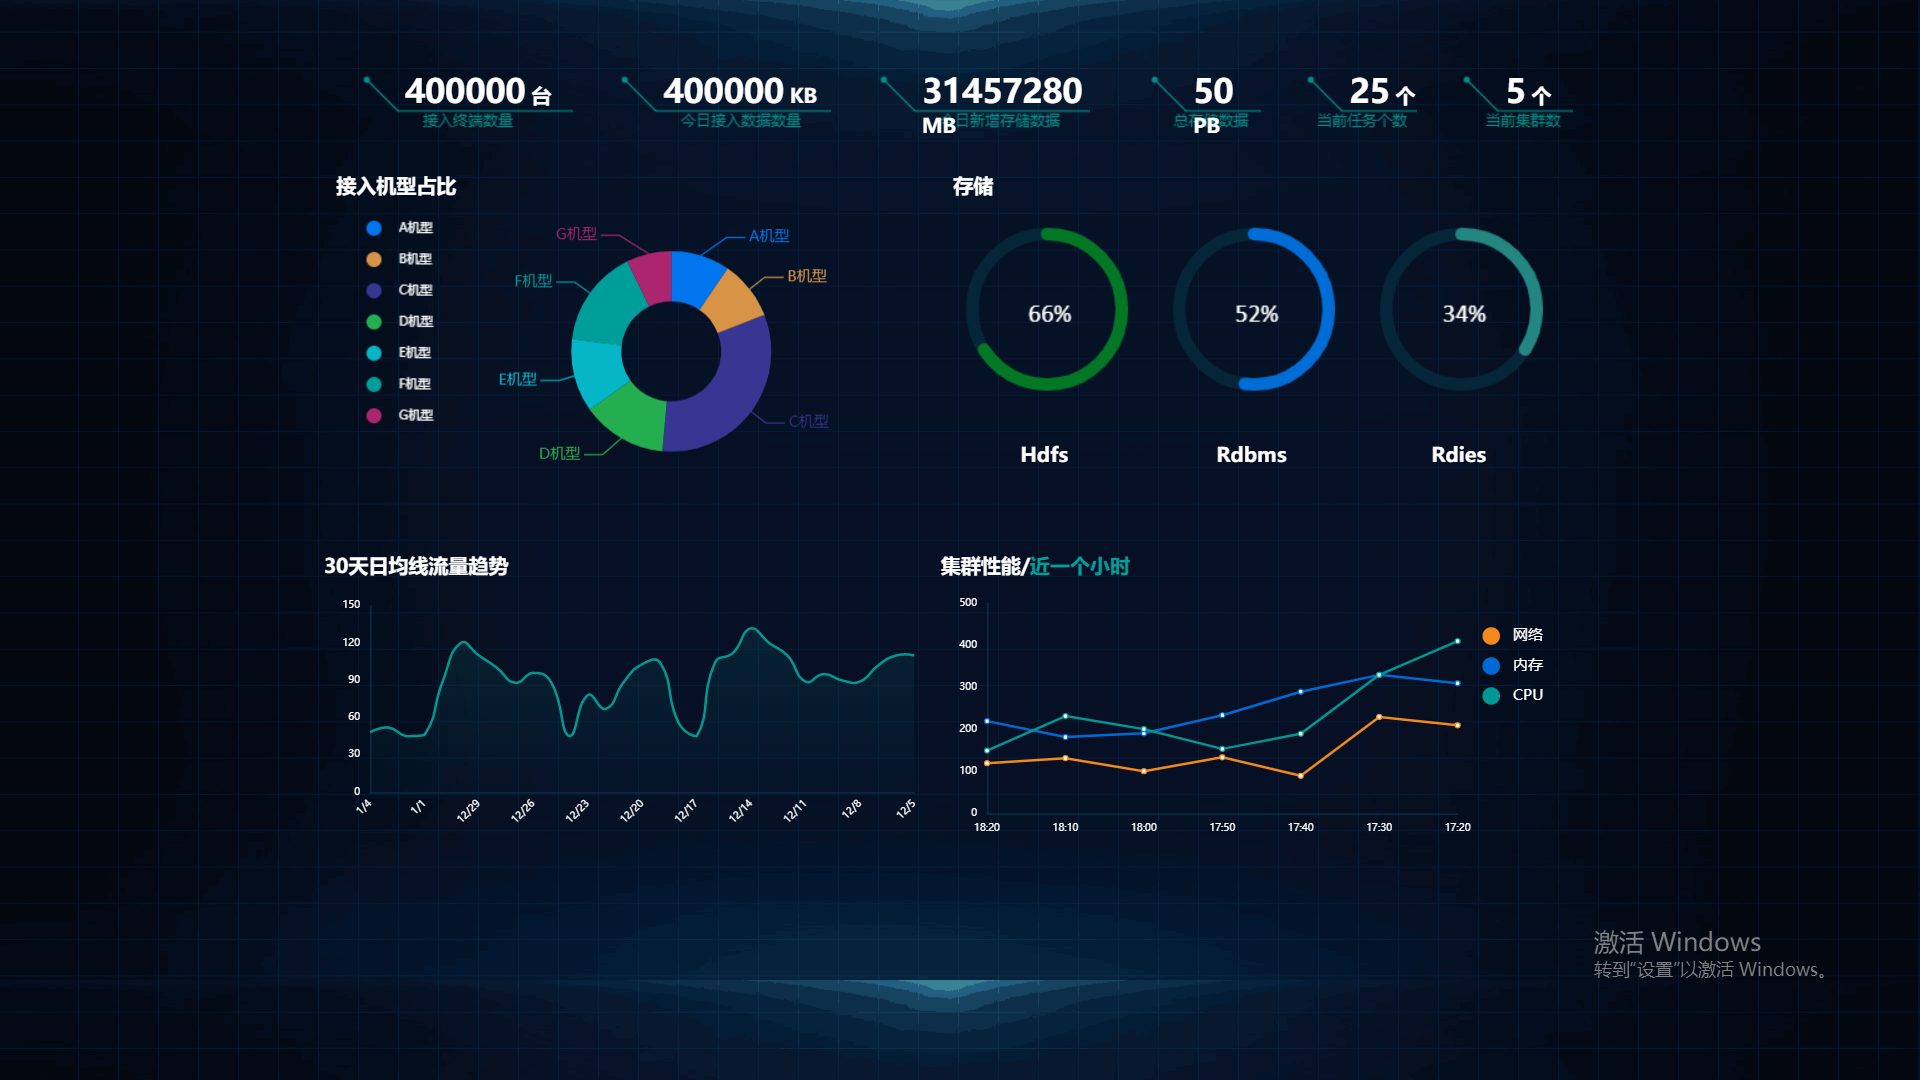 400000 台
接入终端数量
400000 KB
今日接入数据数量
31457280
MB
日新增存储数据
50
PB
总存储数据
25 个
当前任务个数
5 个
当前集群数
接入机型占比
A机型
B机型
C机型
D机型
E机型
F机型
G机型
G机型
A机型
F机型
B机型
E机型
C机型
D机型
存储
66%
52%
34%
Hdfs
Rdbms
Rdies
30天日均线流量趋势
150
120
90
60
30
0
1/4
1/1
12/29
12/26
12/23
12/20
12/17
12/14
12/11
12/8
12/5
集群性能/近一个小时
500
400
300
200
100
0
18:20
18:10
18:00
17:50
17:40
17:30
17:20
网络
内存
CPU
激活 Windows
转到“设置”以激活 Windows。